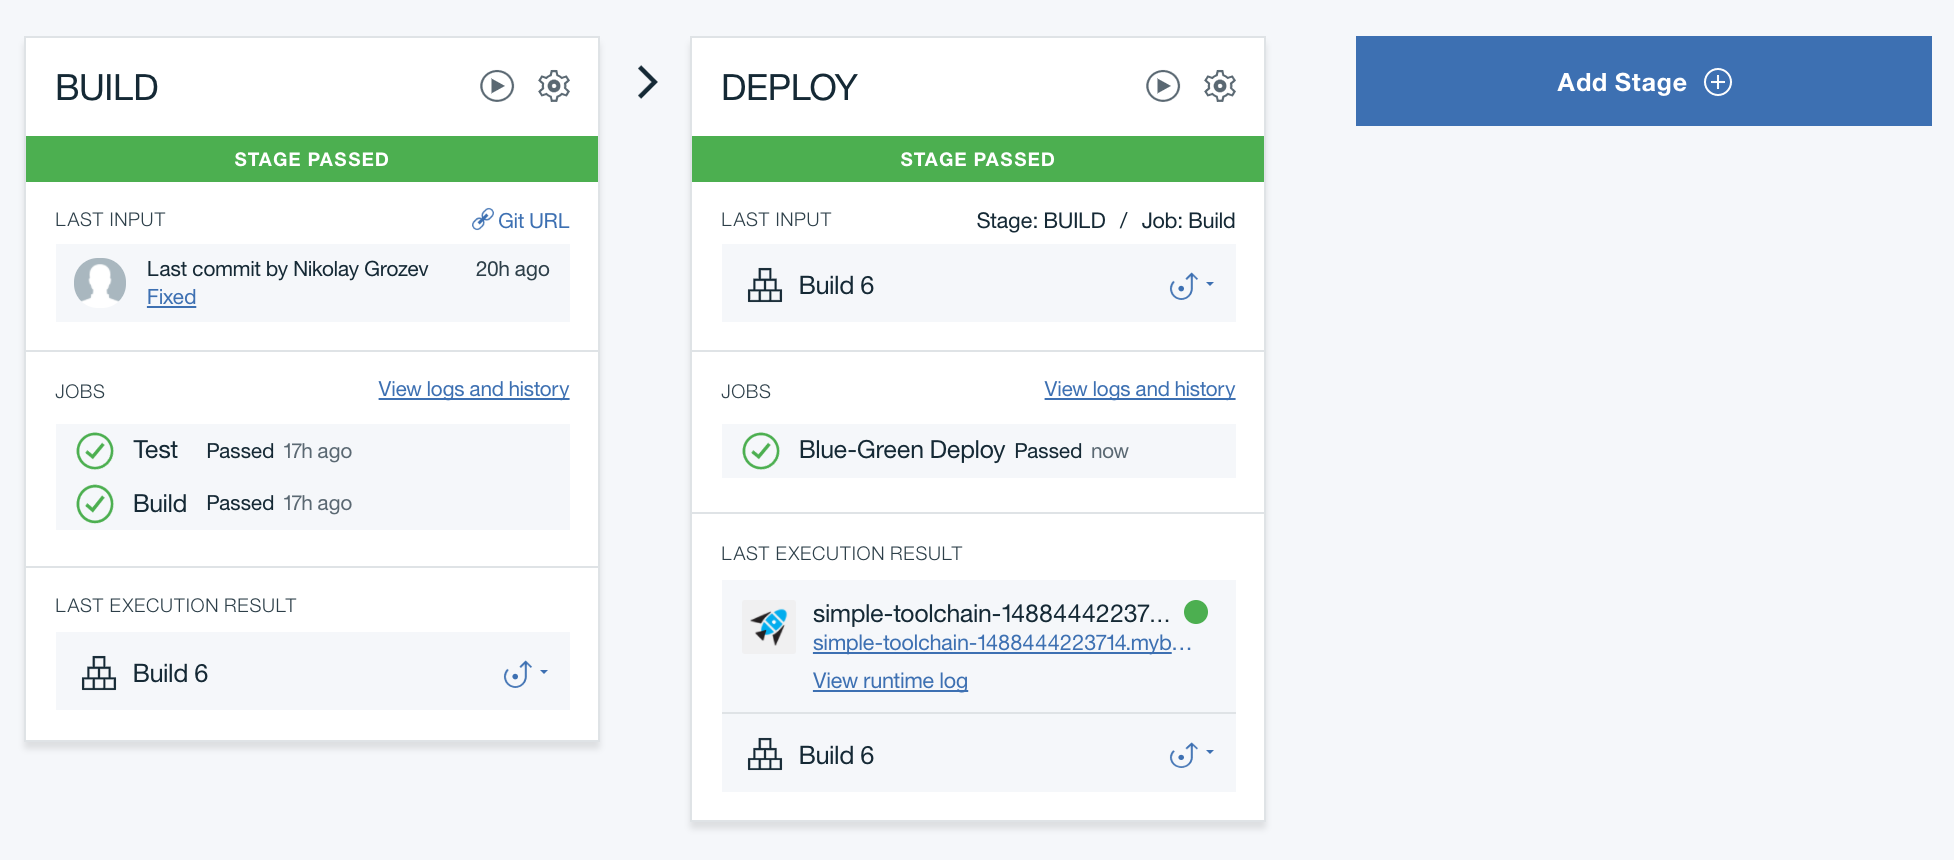 BUILD
STAGE PASSED
LAST INPUT
Git URL
Last commit by Nikolay Grozev 20h ago
Fixed
JOBS
View logs and history
Test Passed 17h ago
Build Passed 17h ago
LAST EXECUTION RESULT
Build 6
DEPLOY
STAGE PASSED
LAST INPUT
Stage: BUILD / Job: Build
Build 6
JOBS
View logs and history
Blue-Green Deploy Passed now
LAST EXECUTION RESULT
simple-toolchain-14884442237...
simple-toolchain-1488444223714.myb...
View runtime log
Build 6
Add Stage